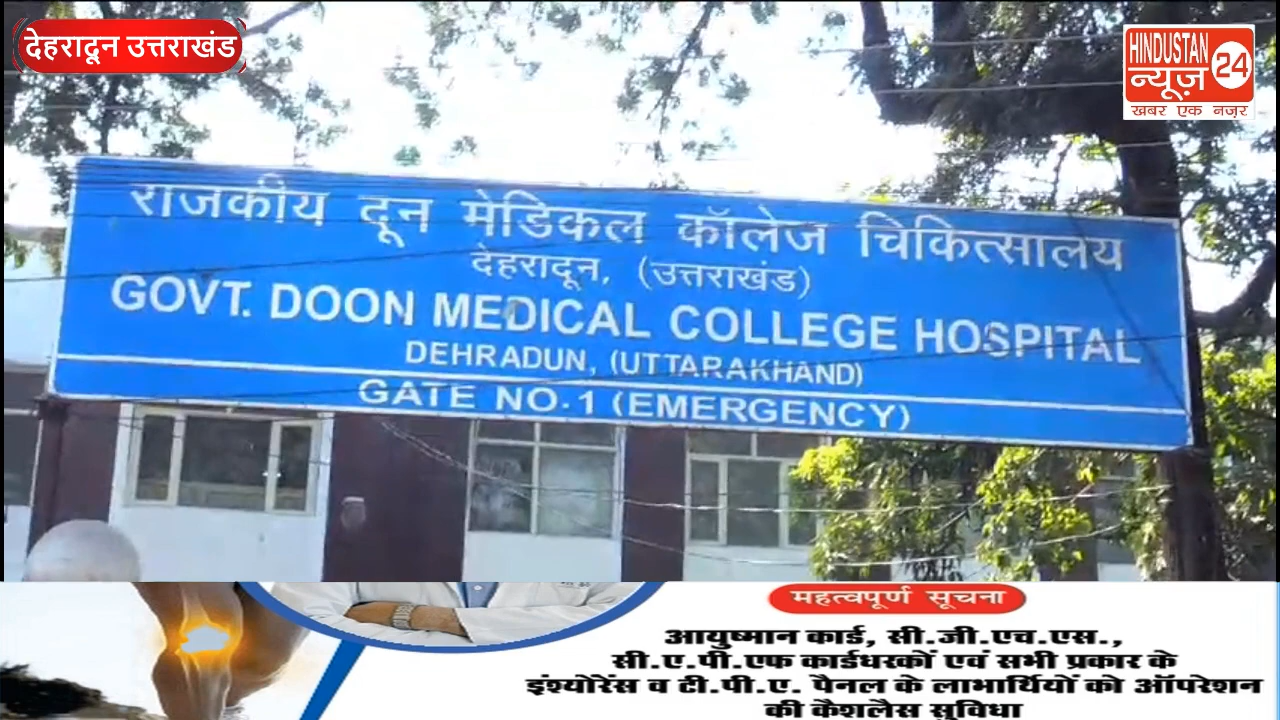 देहरादून उत्तराखंड
HINDUSTAN
न्यूज़ 24
खबर एक नज़र
राजकीय दून मेडिकल कॉलेज चिकित्सालय
देहरादून, (उत्तराखंड)
GOVT. DOON MEDICAL COLLEGE HOSPITAL
DEHRADUN, (UTTARAKHAND)
GATE NO.1 (EMERGENCY)
महत्वपूर्ण सूचना
आयुष्मान कार्ड, सी.जी.एच.एस.,
सी.ए.पी.एफ कार्डधरकों एवं सभी प्रकार के
इंश्योरेंस व टी.पी.ए. पैनल के लाभार्थियों को ऑपरेशन
की कैशलैस सुविधा